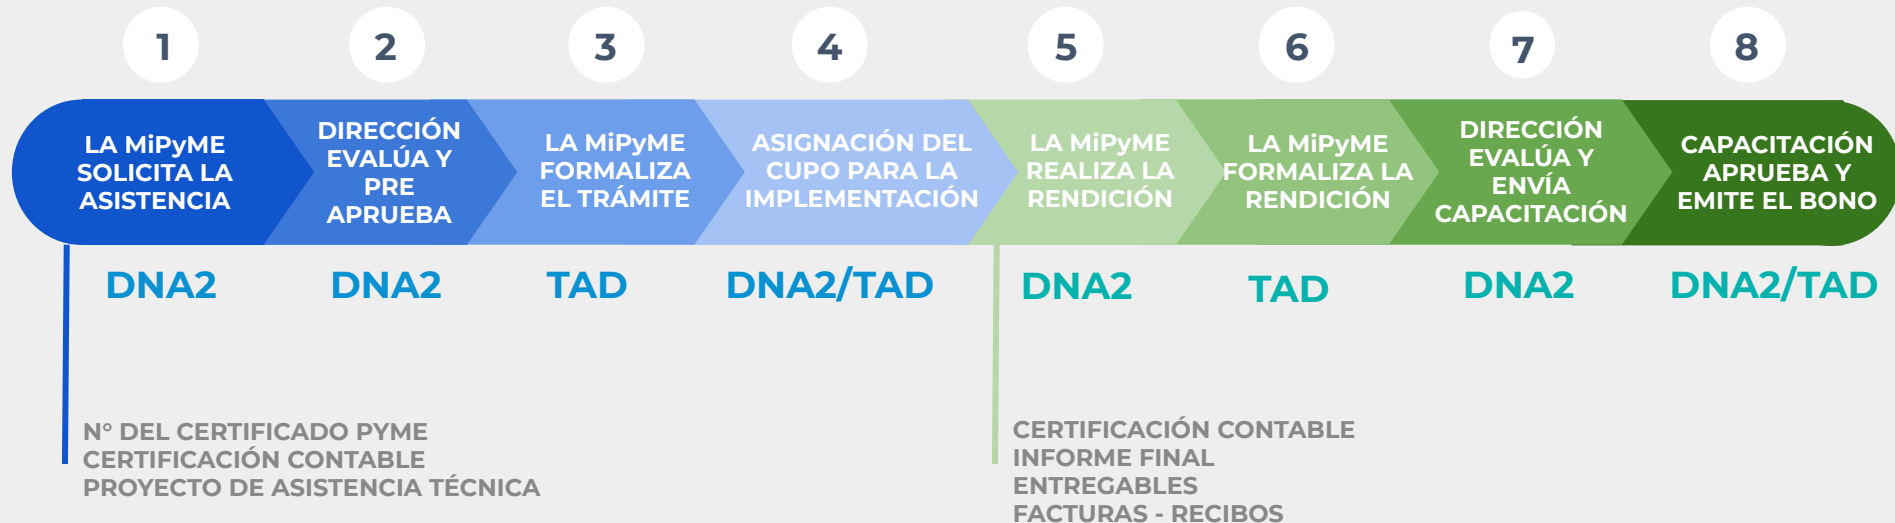 1
2
3
4
5
6
7
8
LA MiPyME
SOLICITA LA
ASISTENCIA
DIRECCIÓN
EVALÚA Y
PRE
APRUEBA
LA MiPyME
FORMALIZA
EL TRÁMITE
ASIGNACIÓN DEL
CUPO PARA LA
IMPLEMENTACIÓN
LA MiPyME
REALIZA LA
RENDICIÓN
LA MiPyME
FORMALIZA LA
RENDICIÓN
DIRECCIÓN
EVALÚA Y
ENVÍA
CAPACITACIÓN
CAPACITACIÓN
APRUEBA Y
EMITE EL BONO
DNA2
DNA2
TAD
DNA2/TAD
DNA2
TAD
DNA2
DNA2/TAD
N° DEL CERTIFICADO PYME
CERTIFICACIÓN CONTABLE
PROYECTO DE ASISTENCIA TÉCNICA
CERTIFICACIÓN CONTABLE
INFORME FINAL
ENTREGABLES
FACTURAS - RECIBOS